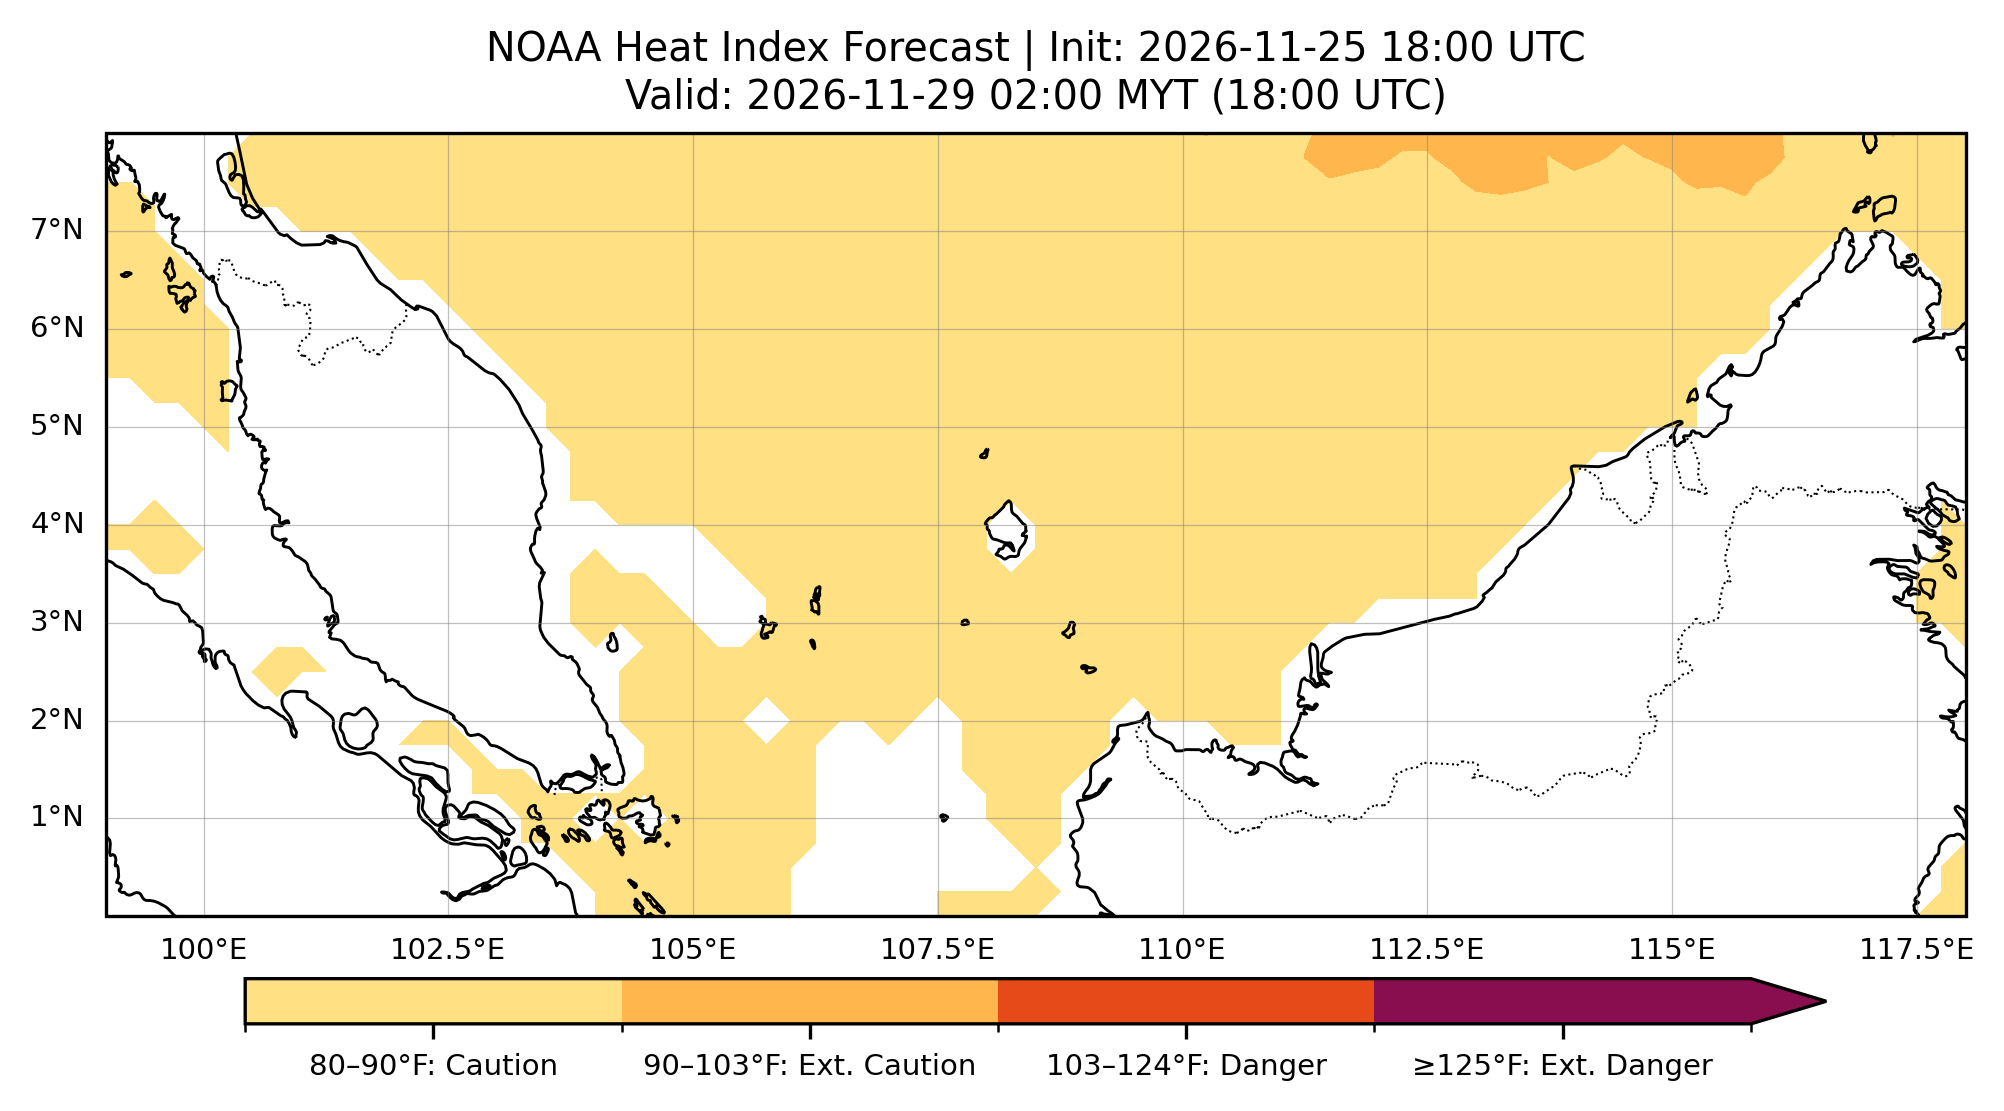 NOAA Heat Index Forecast | Init: 2026-11-25 18:00 UTC
Valid: 2026-11-29 02:00 MYT (18:00 UTC)
7°N
6°N
5°N
4°N
3°N
2°N
1°N
100°E 102.5°E 105°E 107.5°E 110°E 112.5°E 115°E 117.5°E
80–90°F: Caution 90–103°F: Ext. Caution 103–124°F: Danger ≥125°F: Ext. Danger